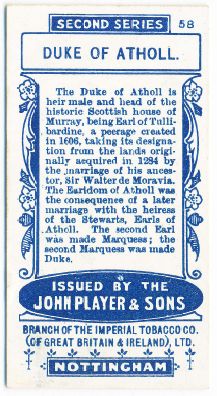 SECOND SERIES 58
DUKE OF ATHOLL.
The Duke of Atholl is
heir male and head of the
historic Scottish house of
Murray, being Earl of Tulli-
bardine, a peerage created
in 1606, taking its designa-
tion from the lands orig-
inally acquired in 1284 by
the marriage of his ances-
tor, Sir Walter de Moravia.
The Earldom of Atholl was
the consequence of a later
marriage with the heiress
of the Stewarts, Earls of
Atholl. The second Earl
was made Marquess; the
second Marquess was made
Duke.
ISSUED BY THE
JOHN PLAYER & SONS
BRANCH OF THE IMPERIAL TOBACCO CO.
(OF GREAT BRITAIN & IRELAND), LTD.
NOTTINGHAM